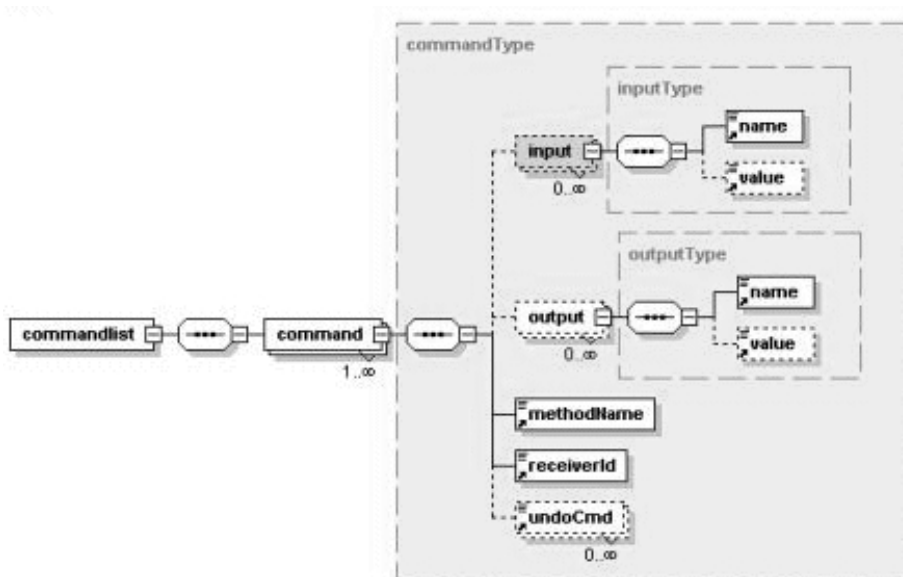 commandType
inputType
name
input
value
0..∞
outputType
name
output
value
0..∞
commandlist
command
1..∞
methodName
receiverId
undoCmd
0..∞